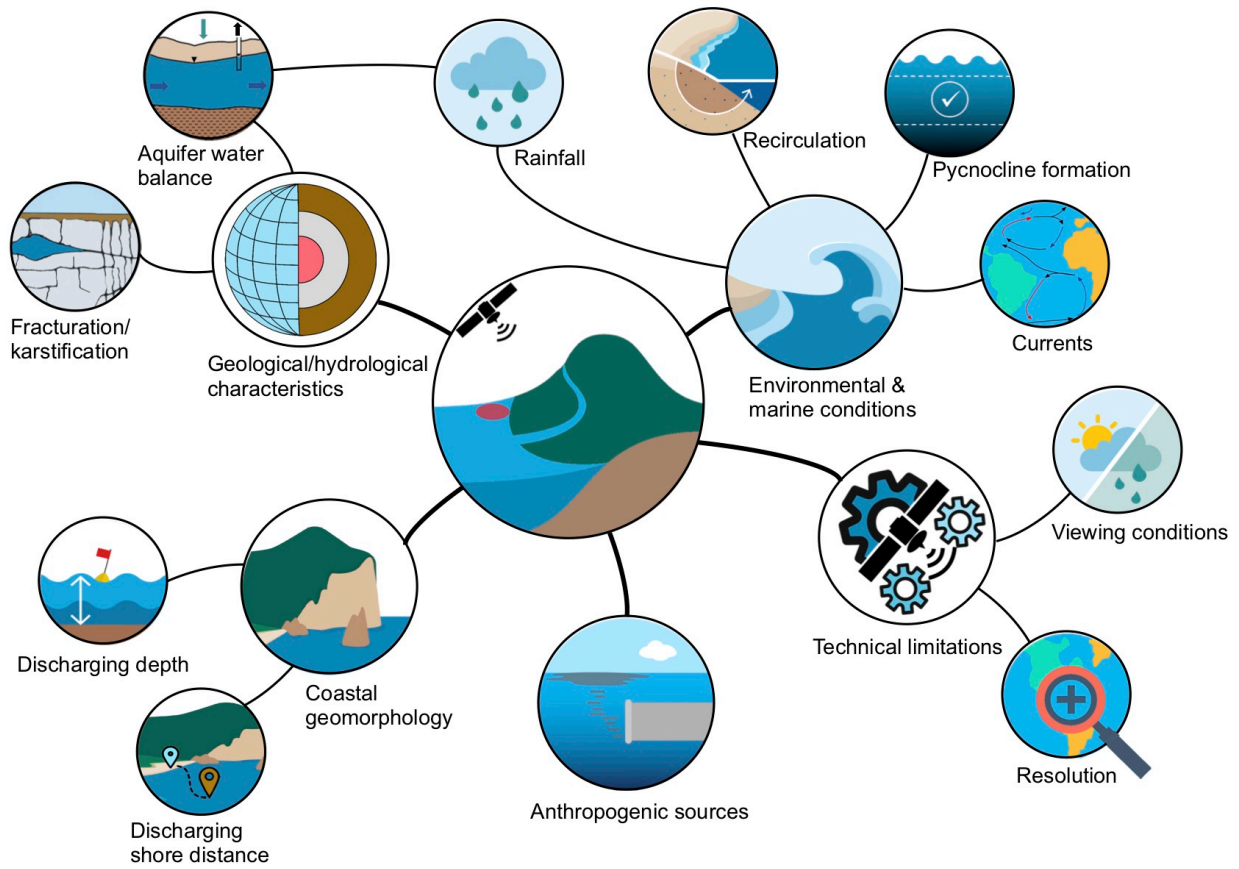 Aquifer water
balance
Rainfall
Recirculation
Pycnocline formation
Fracturation/
karstification
Geological/hydrological
characteristics
Environmental &
marine conditions
Currents
Viewing conditions
Technical limitations
Discharging depth
Coastal
geomorphology
Resolution
Anthropogenic sources
Discharging
shore distance